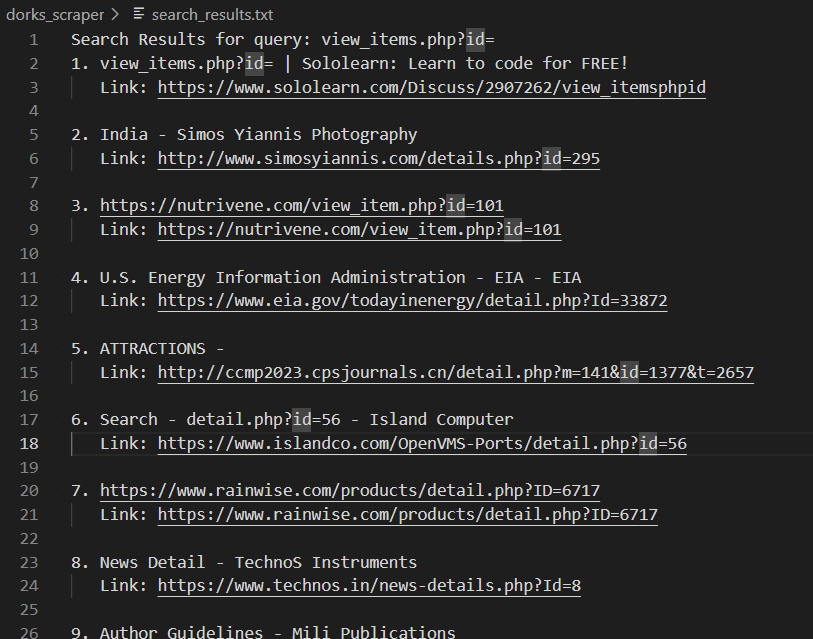 dorks_scraper > search_results.txt
1 Search Results for query: view_items.php?id=
2 1. view_items.php?id= | Sololearn: Learn to code for FREE!
3 Link: https://www.sololearn.com/Discuss/2907262/view_itemsphpid
4
5 2. India - Simos Yiannis Photography
6 Link: http://www.simosyiannis.com/details.php?id=295
7
8 3. https://nutrivene.com/view_item.php?id=101
9 Link: https://nutrivene.com/view_item.php?id=101
10
11 4. U.S. Energy Information Administration - EIA - EIA
12 Link: https://www.eia.gov/todayinenergy/detail.php?Id=33872
13
14 5. ATTRACTIONS -
15 Link: http://ccmp2023.cpsjournals.cn/detail.php?m=141&id=1377&t=2657
16
17 6. Search - detail.php?id=56 - Island Computer
18 Link: https://www.islandco.com/OpenVMS-Ports/detail.php?id=56
19
20 7. https://www.rainwise.com/products/detail.php?ID=6717
21 Link: https://www.rainwise.com/products/detail.php?ID=6717
22
23 8. News Detail - TechnoS Instruments
24 Link: https://www.technos.in/news-details.php?Id=8
25
26 9. Author Guidelines - Mili Publications